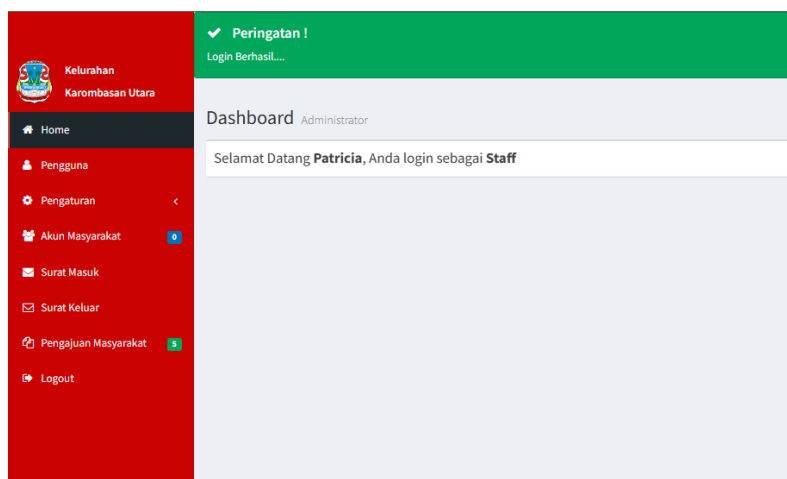 Kelurahan
Karombasan Utara
Home
Pengguna
Pengaturan
Akun Masyarakat 0
Surat Masuk
Surat Keluar
Pengajuan Masyarakat 5
Logout
Peringatan !
Login Berhasil....
Dashboard Administrator
Selamat Datang Patricia, Anda login sebagai Staff